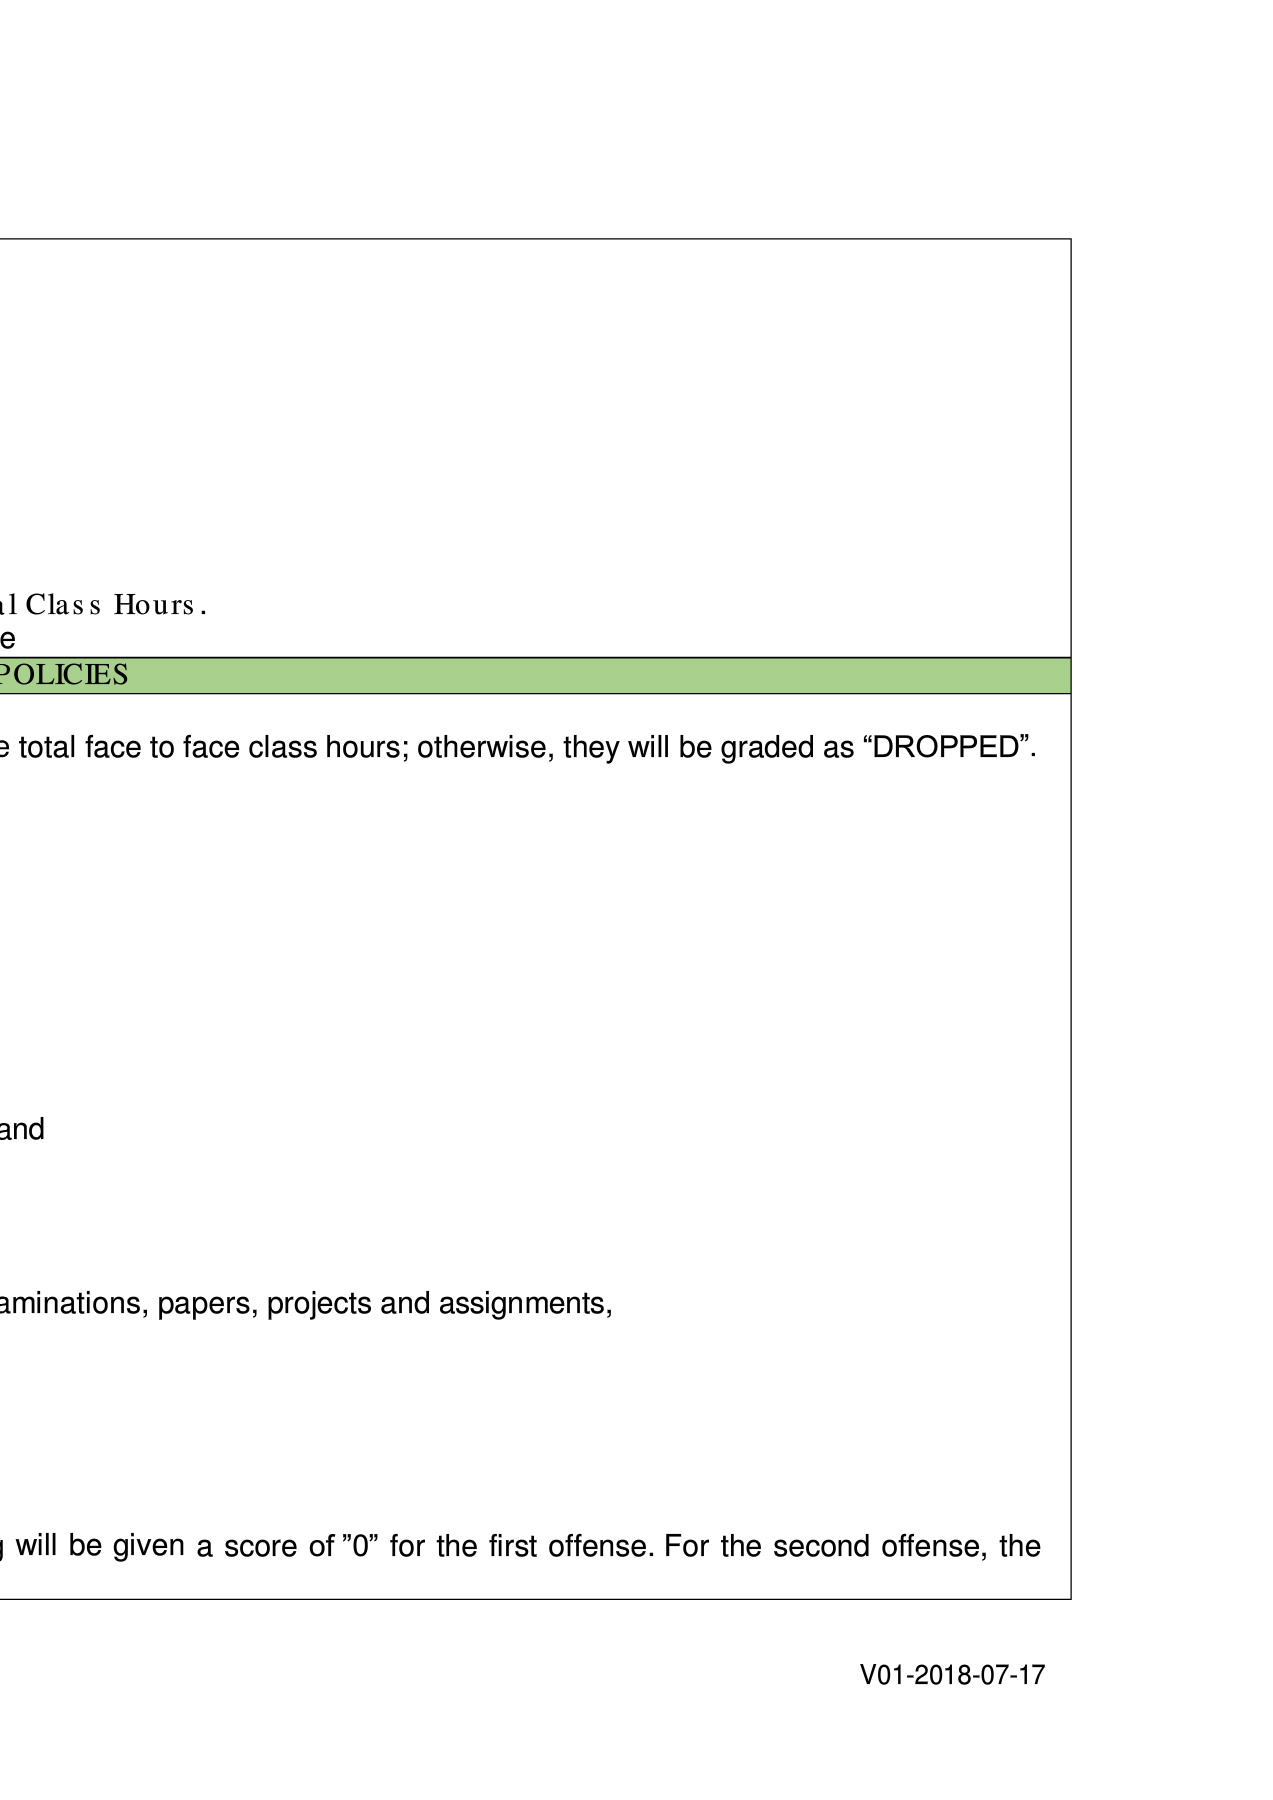 al Class Hours.
e
POLICIES
e total face to face class hours; otherwise, they will be graded as “DROPPED”.
and
aminations, papers, projects and assignments,
g will be given a score of ”0” for the first offense. For the second offense, the
V01-2018-07-17